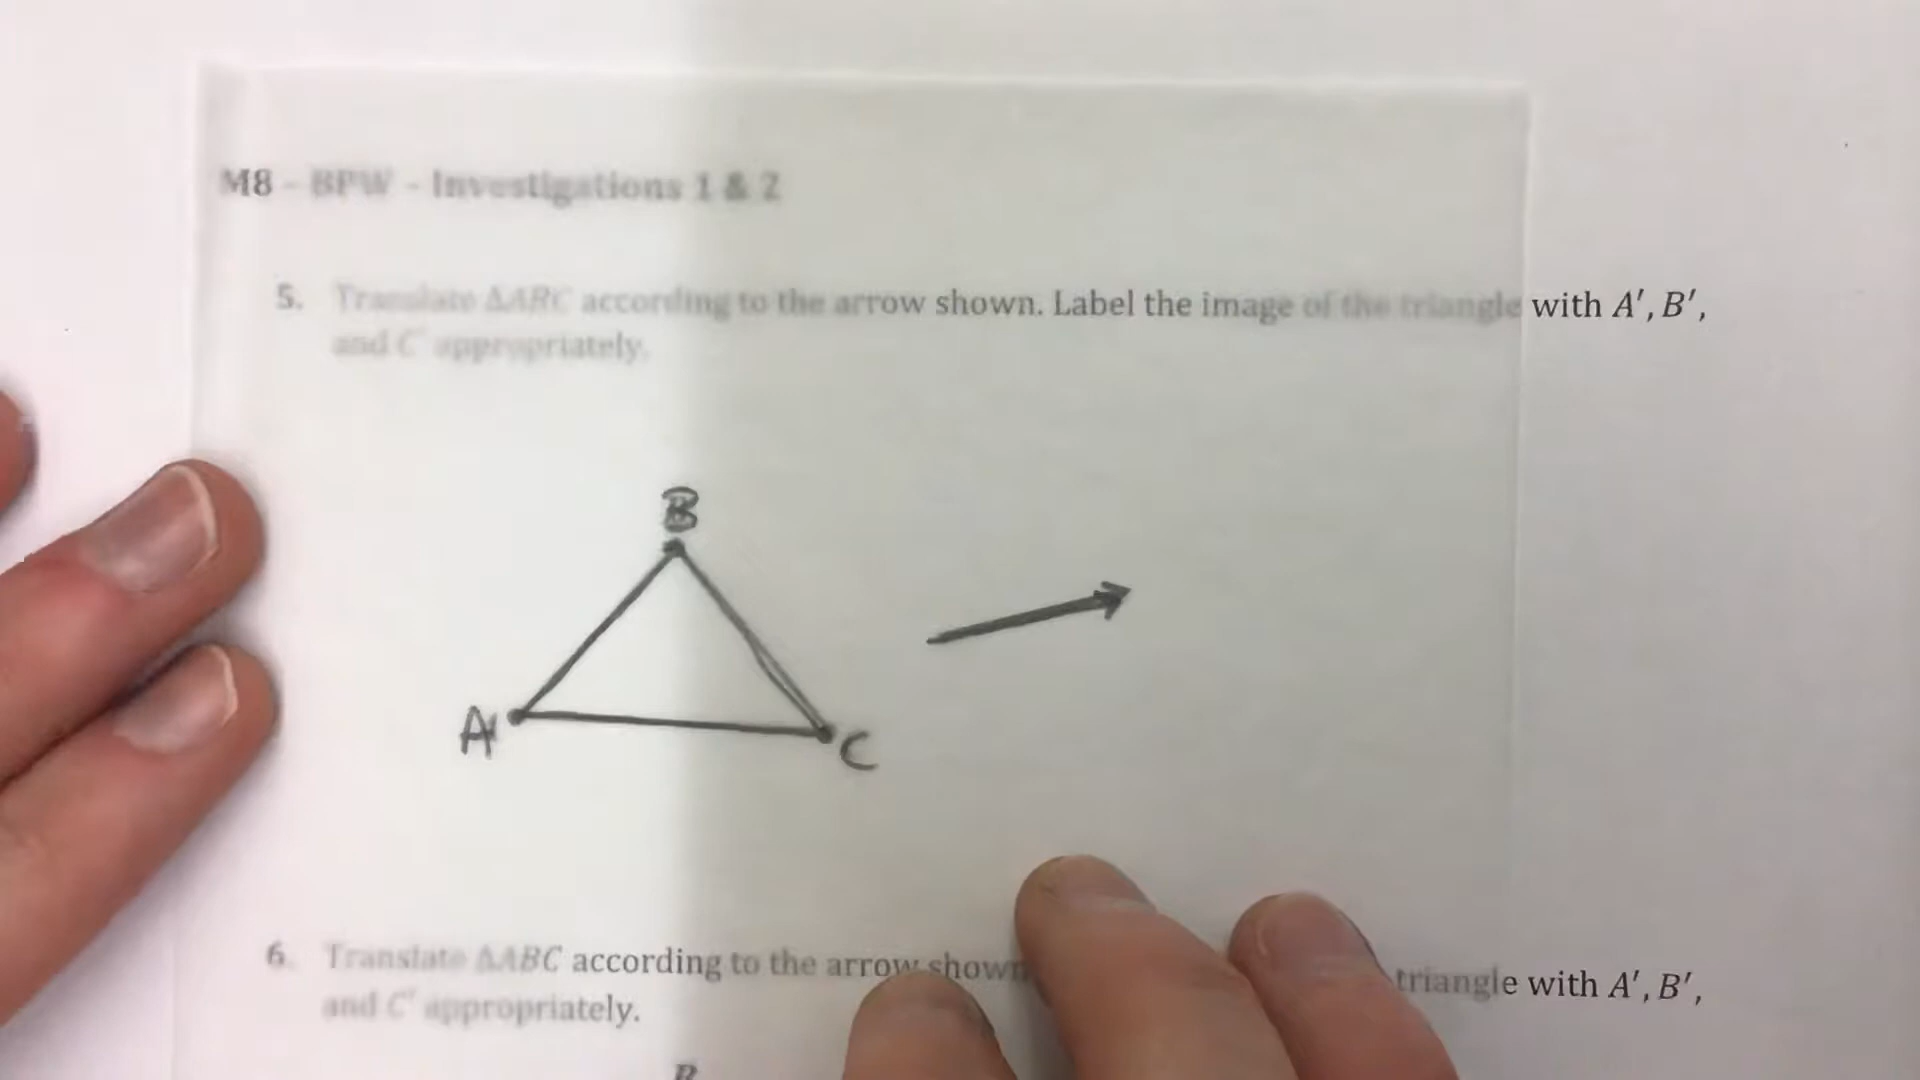 M8 - BPW - Investigations 1 & 2
5. Translate ΔABC according to the arrow shown. Label the image of the triangle with A′, B′,
and C′ appropriately.
B
A
C
6. Translate ΔABC according to the arrow shown triangle with A′, B′,
and C′ appropriately.
B